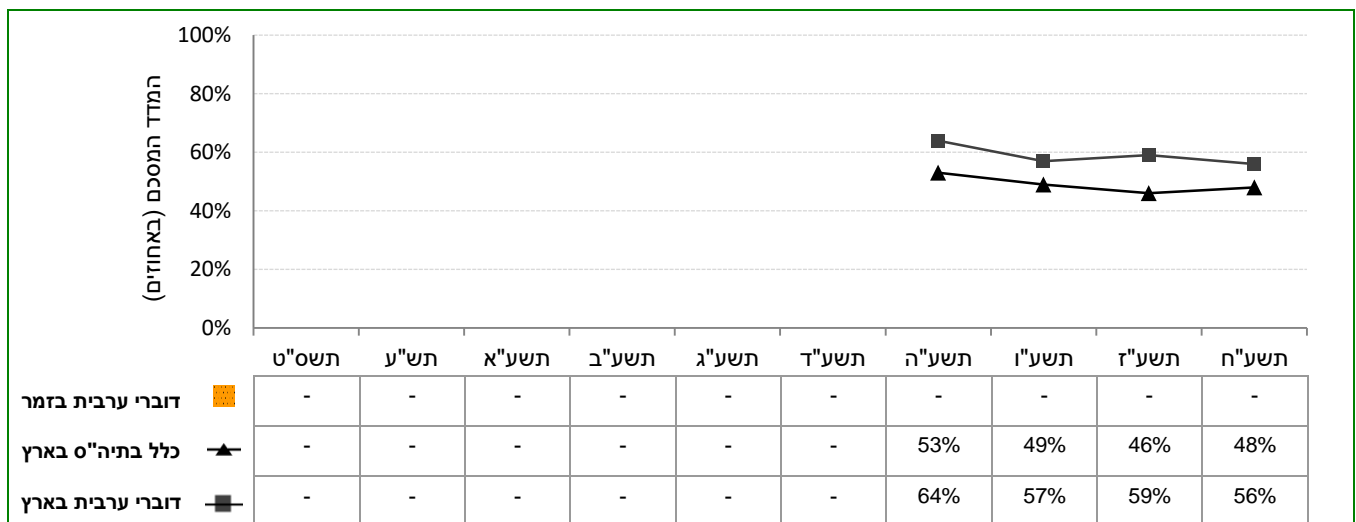 המדד המסכם (באחוזים)
100%
80%
60%
40%
20%
0%
תשס"ט תש"ע תשע"א תשע"ב תשע"ג תשע"ד תשע"ה תשע"ו תשע"ז תשע"ח
דוברי ערבית בזמר - - - - - - - - - -
כלל בתיה"ס בארץ - - - - - - 53% 49% 46% 48%
דוברי ערבית בארץ - - - - - - 64% 57% 59% 56%